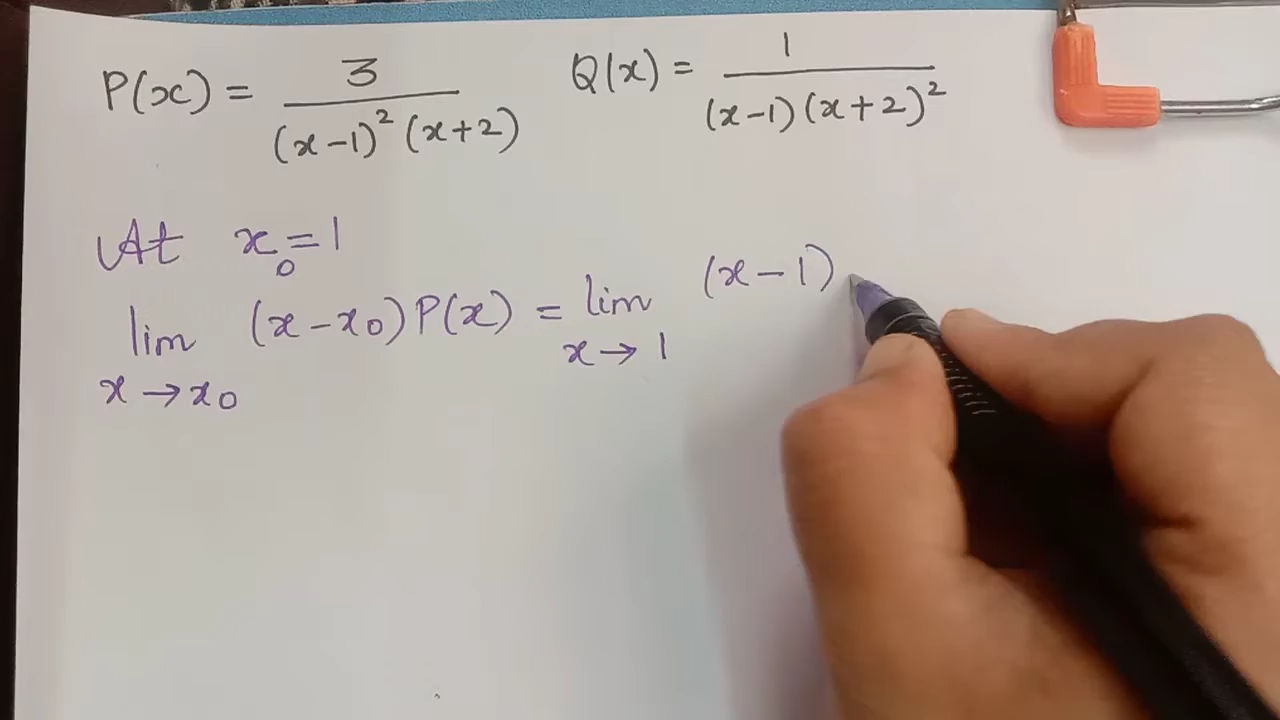 P(x) = 3 / (x-1)² (x+2)   Q(x) = 1 / (x-1)(x+2)²
At x₀ = 1
lim (x-x₀) P(x) = lim (x-1)
x → x₀   x → 1